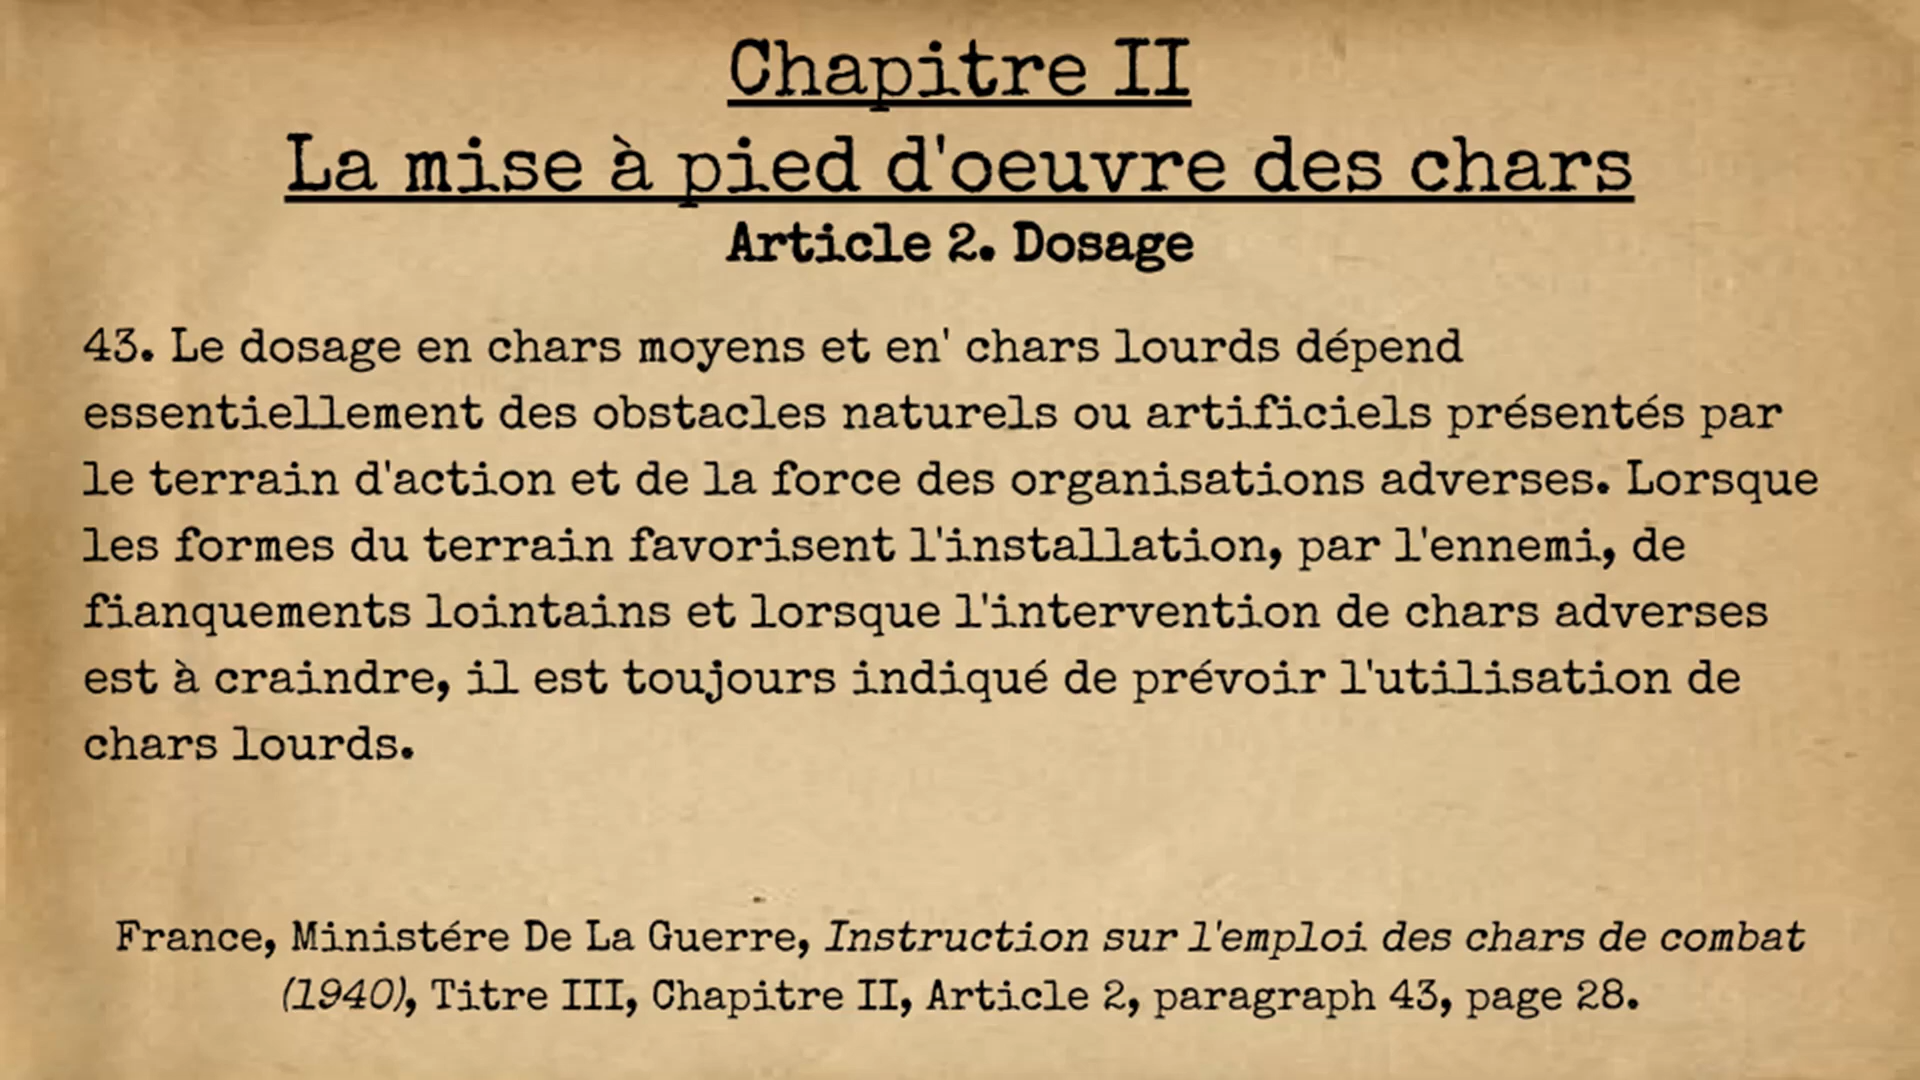 Chapitre II
La mise à pied d'oeuvre des chars
Article 2. Dosage
43. Le dosage en chars moyens et en' chars lourds dépend
essentiellement des obstacles naturels ou artificiels présentés par
le terrain d'action et de la force des organisations adverses. Lorsque
les formes du terrain favorisent l'installation, par l'ennemi, de
fianquements lointains et lorsque l'intervention de chars adverses
est à craindre, il est toujours indiqué de prévoir l'utilisation de
chars lourds.
France, Ministére De La Guerre, Instruction sur l'emploi des chars de combat
(1940), Titre III, Chapitre II, Article 2, paragraph 43, page 28.